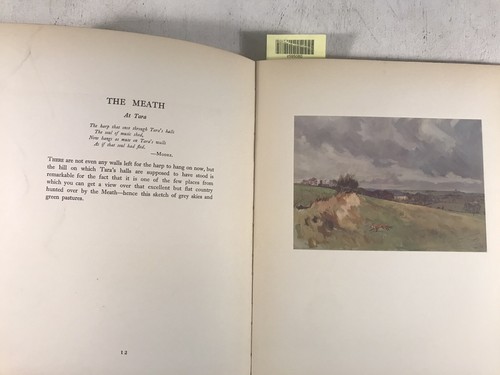 THE MEATH
At Tara
The harp that once through Tara's halls
The soul of music shed,
Now hangs as mute on Tara's walls
As if that soul had fled.
—MOORE.
THERE are not even any walls left for the harp to hang on now, but
the hill on which Tara's halls are supposed to have stood is
remarkable for the fact that it is one of the few places from
which you can get a view over that excellent but flat country
hunted over by the Meath—hence this sketch of grey skies and
green pastures.
12